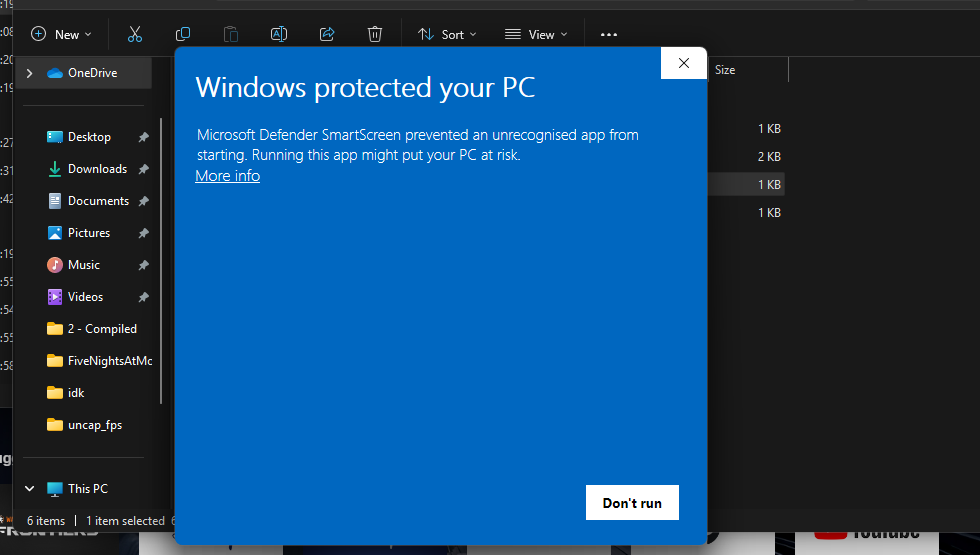 New
Sort
View
OneDrive
Size
Windows protected your PC
Microsoft Defender SmartScreen prevented an unrecognised app from
starting. Running this app might put your PC at risk.
More info
Desktop
Downloads
Documents
Pictures
Music
Videos
2 - Compiled
FiveNightsAtMc
idk
uncap_fps
This PC
1 KB
2 KB
1 KB
1 KB
Don't run
6 items
1 item selected
YouTube